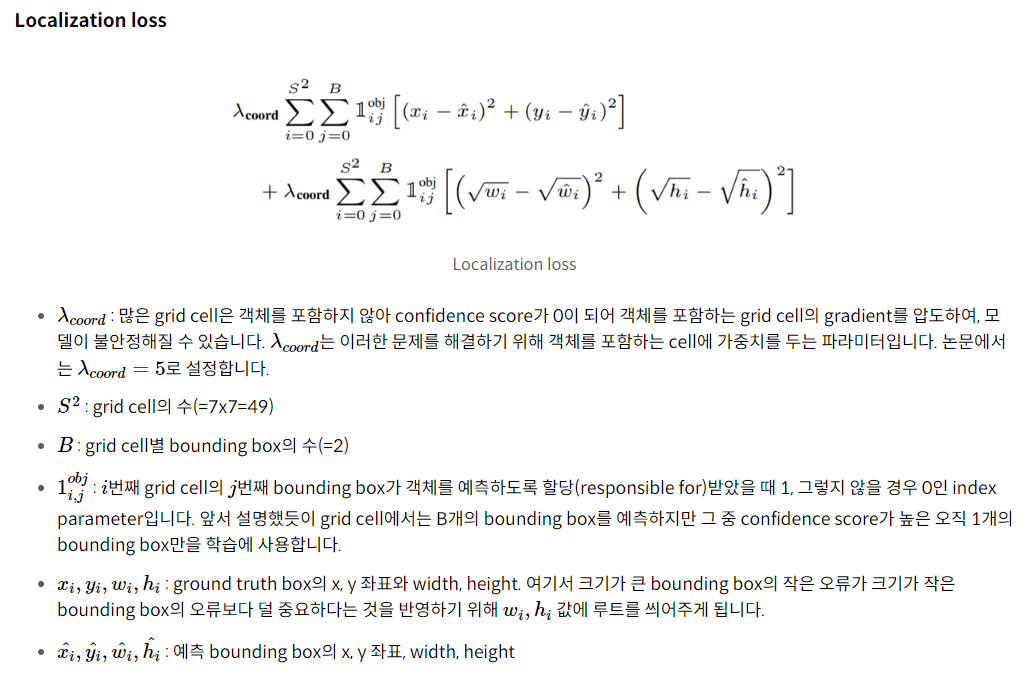 Localization loss
$\lambda_{\textbf{coord}} \sum_{i=0}^{S^2} \sum_{j=0}^{B} \mathbb{1}_{ij}^{\text{obj}} \left[ (x_i - \hat{x}_i)^2 + (y_i - \hat{y}_i)^2 \right]$
$+ \lambda_{\textbf{coord}} \sum_{i=0}^{S^2} \sum_{j=0}^{B} \mathbb{1}_{ij}^{\text{obj}} \left[ \left( \sqrt{w_i} - \sqrt{\hat{w}_i} \right)^2 + \left( \sqrt{h_i} - \sqrt{\hat{h}_i} \right)^2 \right]$
Localization loss
• $\lambda_{coord}$ : 많은 grid cell은 객체를 포함하지 않아 confidence score가 0이 되어 객체를 포함하는 grid cell의 gradient를 압도하여, 모
델이 불안정해질 수 있습니다. $\lambda_{coord}$는 이러한 문제를 해결하기 위해 객체를 포함하는 cell에 가중치를 두는 파라미터입니다. 논문에서
는 $\lambda_{coord} = 5$로 설정합니다.
• $S^2$ : grid cell의 수(=7x7=49)
• $B$ : grid cell별 bounding box의 수(=2)
• $1_{i,j}^{obj}$ : $i$번째 grid cell의 $j$번째 bounding box가 객체를 예측하도록 할당(responsible for)받았을 때 1, 그렇지 않을 경우 0인 index
parameter입니다. 앞서 설명했듯이 grid cell에서는 B개의 bounding box를 예측하지만 그 중 confidence score가 높은 오직 1개의
bounding box만을 학습에 사용합니다.
• $x_i, y_i, w_i, h_i$ : ground truth box의 x, y 좌표와 width, height. 여기서 크기가 큰 bounding box의 작은 오류가 크기가 작은
bounding box의 오류보다 덜 중요하다는 것을 반영하기 위해 $w_i, h_i$ 값에 루트를 씌어주게 됩니다.
• $\hat{x}_i, \hat{y}_i, \hat{w}_i, \hat{h}_i$ : 예측 bounding box의 x, y 좌표, width, height